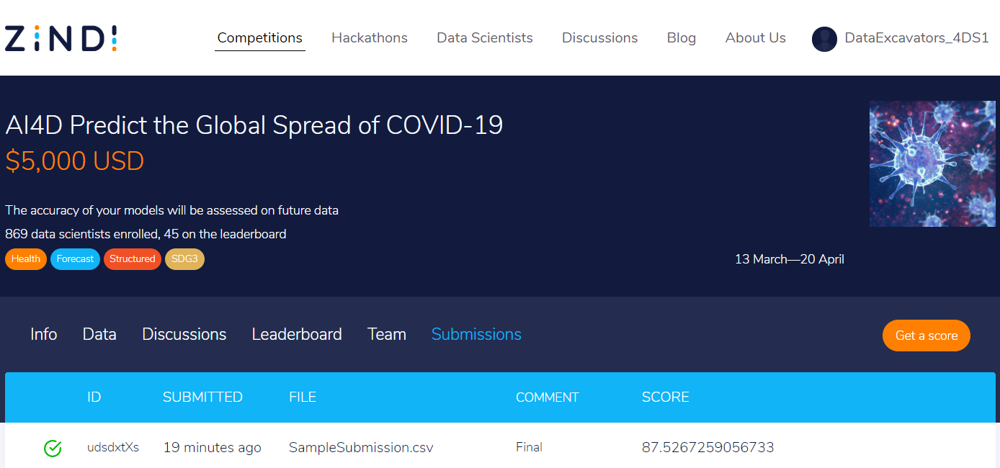 ZiND!
Competitions Hackathons Data Scientists Discussions Blog About Us DataExcavators_4DS1
AI4D Predict the Global Spread of COVID-19
$5,000 USD
The accuracy of your models will be assessed on future data
869 data scientists enrolled, 45 on the leaderboard
Health Forecast Structured SDG3
13 March—20 April
Info Data Discussions Leaderboard Team Submissions
Get a score
ID SUBMITTED FILE COMMENT SCORE
udsdxtXs 19 minutes ago SampleSubmission.csv Final 87.5267259056733